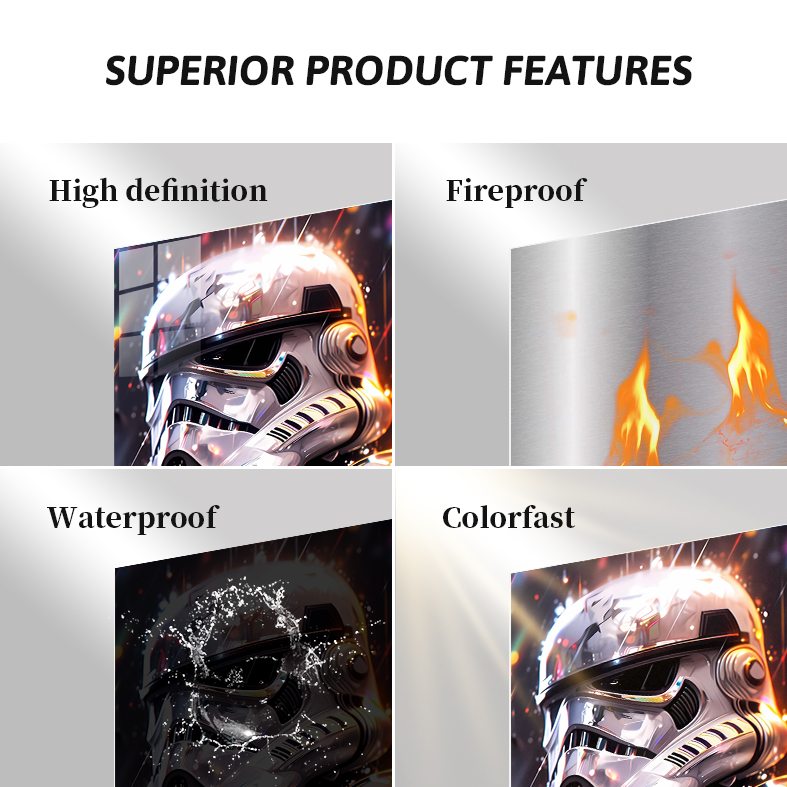 SUPERIOR PRODUCT FEATURES
High definition
Fireproof
Waterproof
Colorfast